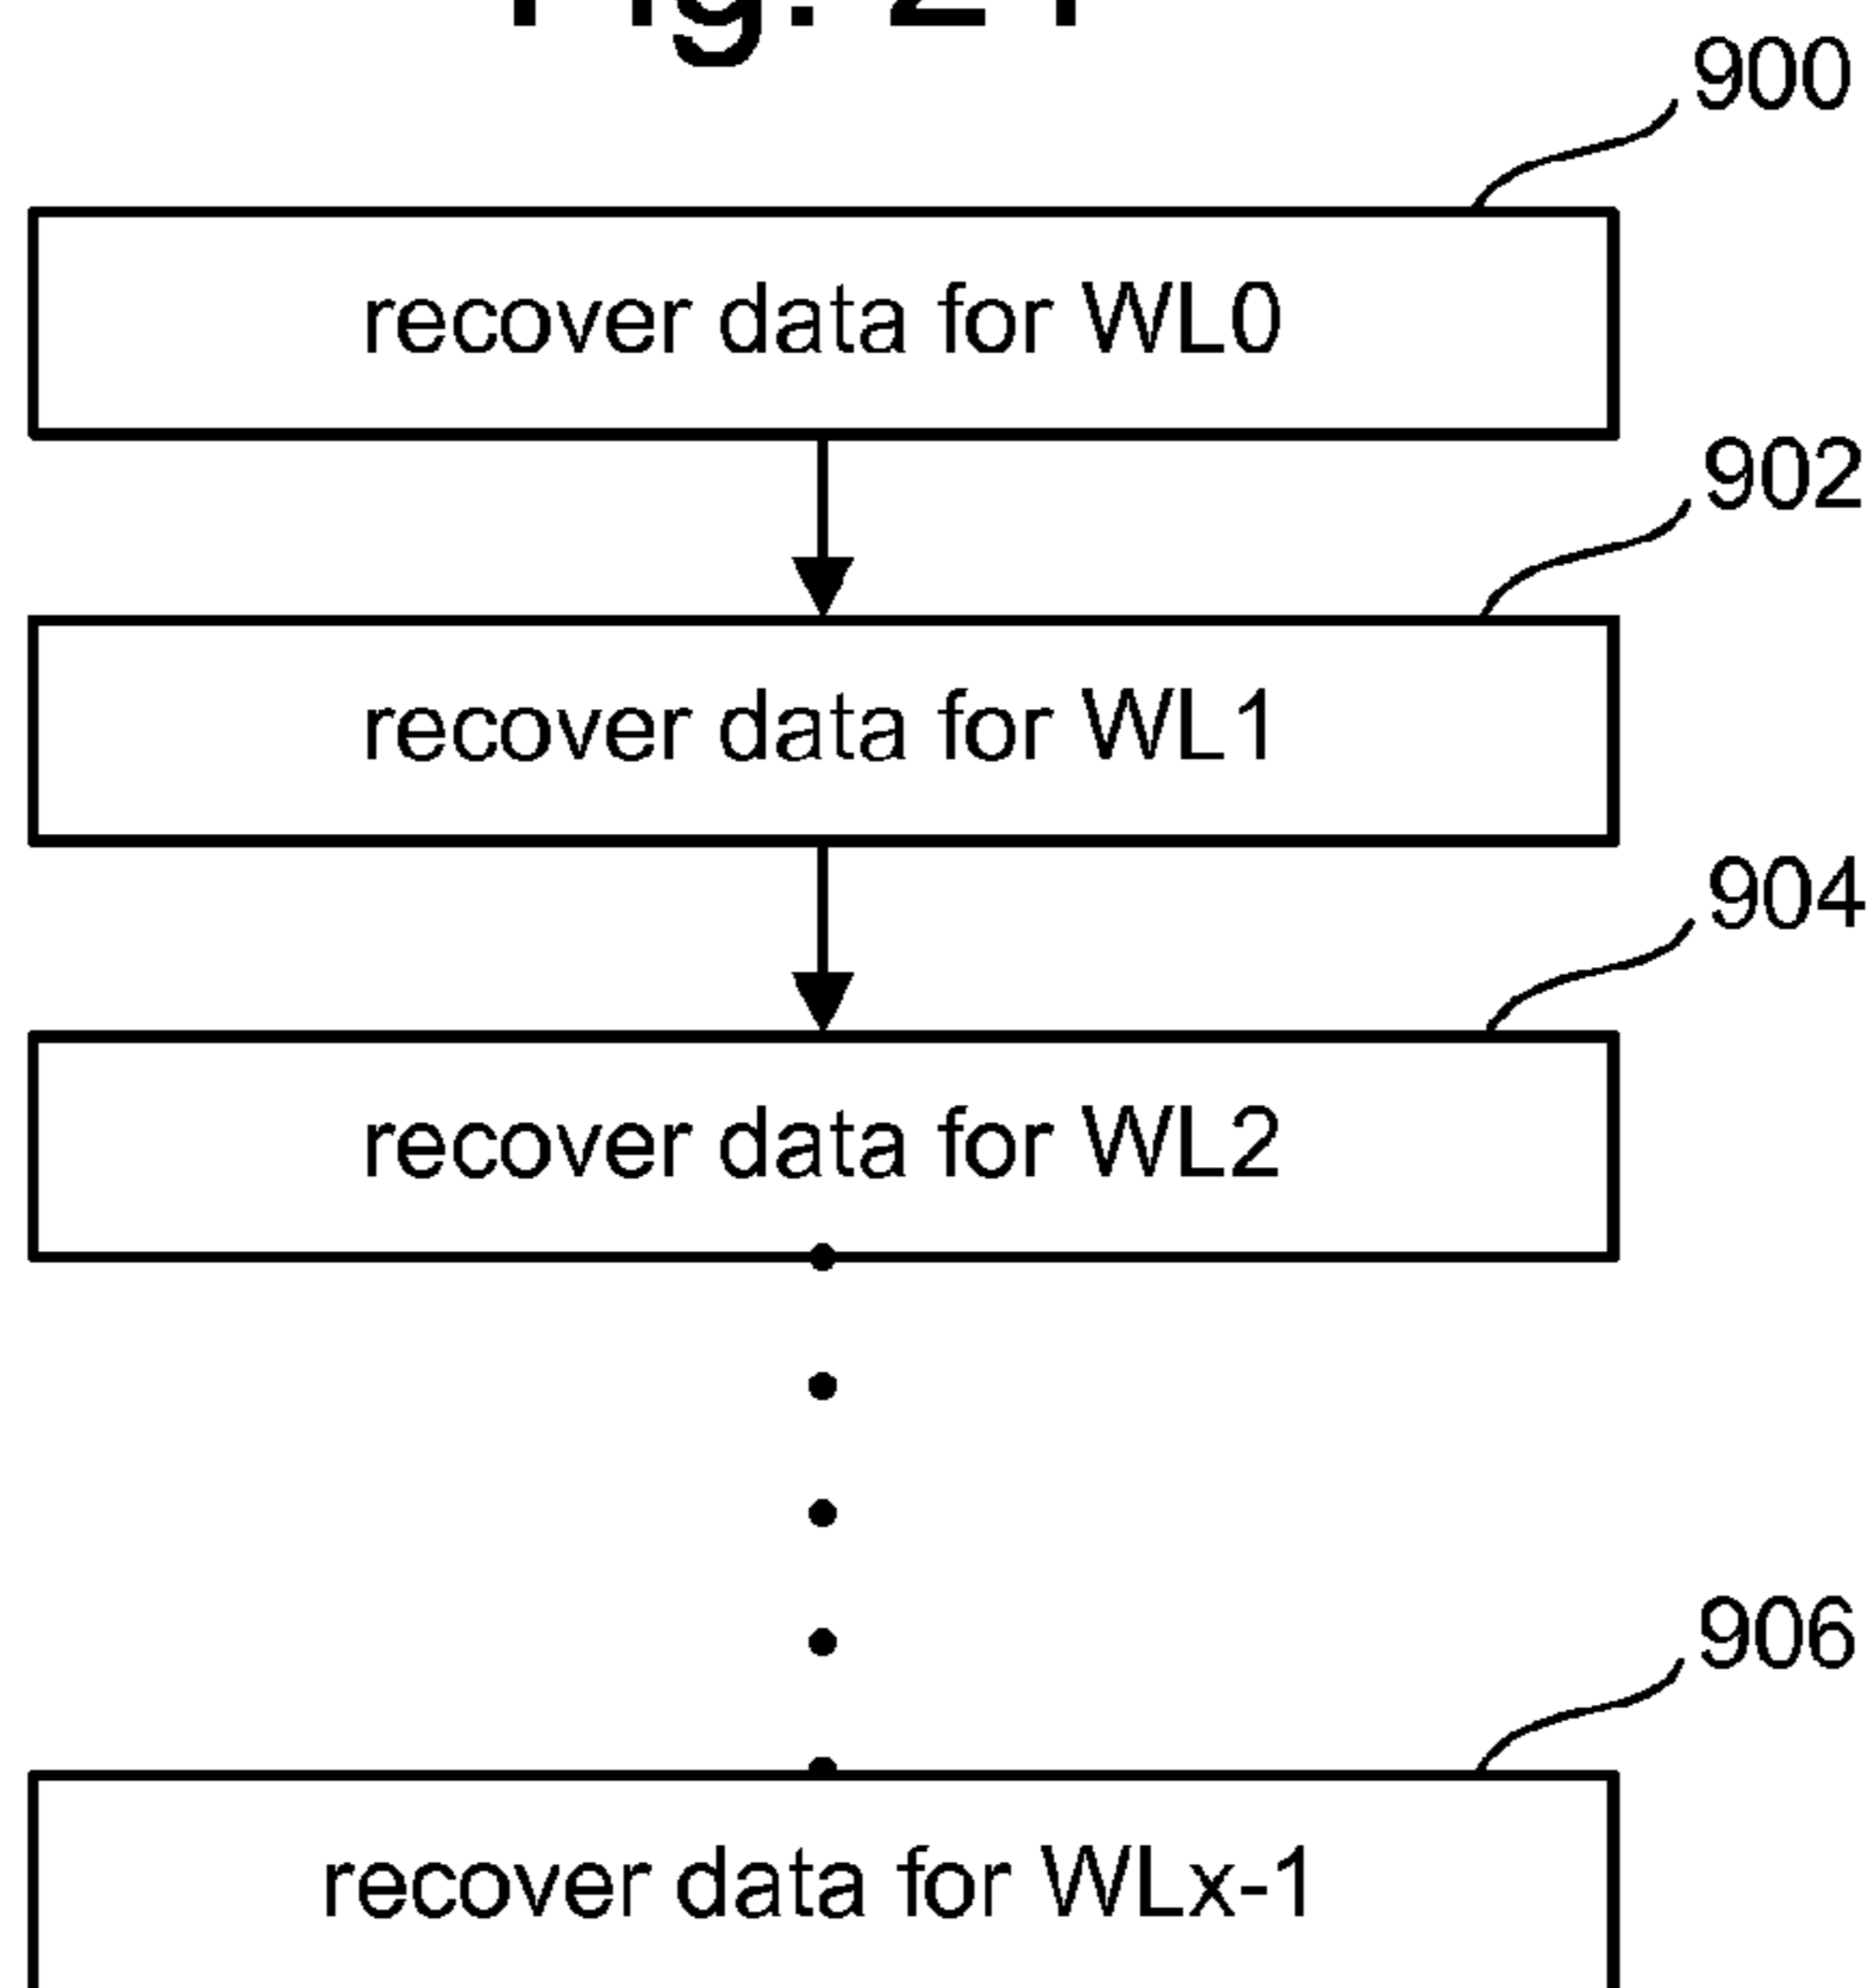 900
recover data for WL0
902
recover data for WL1
904
recover data for WL2
906
recover data for WLx-1